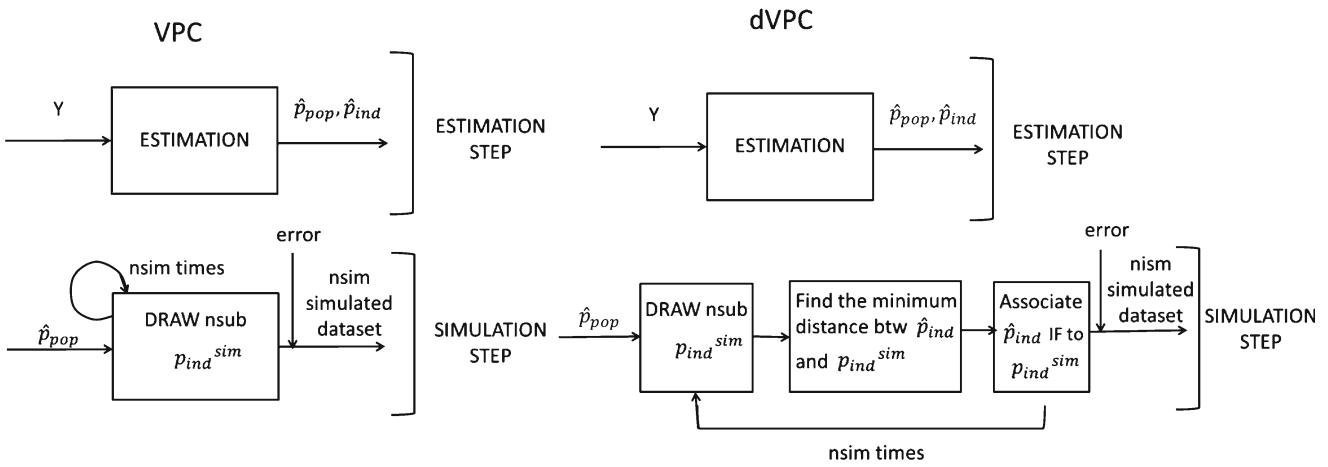 VPC
Y
ESTIMATION
p̂pop, p̂ind
ESTIMATION
STEP
error
nsim times
nsim
simulated
dataset
p̂pop
DRAW nsub
pind^sim
SIMULATION
STEP
dVPC
Y
ESTIMATION
p̂pop, p̂ind
ESTIMATION
STEP
error
nism
simulated
dataset
p̂pop
DRAW nsub
pind^sim
Find the minimum
distance btw p̂ind
and pind^sim
Associate
p̂ind IF to
pind^sim
SIMULATION
STEP
nsim times